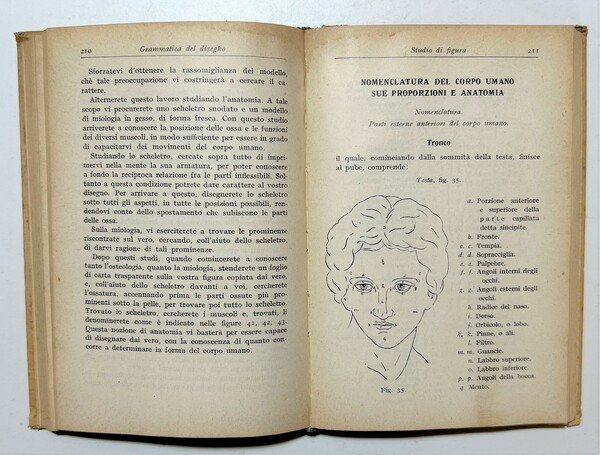 210
Grammatica del disegno
Sforzatevi d'ottenere la rassomiglianza del modello,
chè tale preoccupazione vi costringerà a cercare il ca-
rattere.
Alternerete questo lavoro studiando l'anatomia. A tale
scopo vi procurerete uno scheletro snodato e un modello
di miologia in gesso, di forma fresca. Con questo studio
arriverete a conoscere la posizione delle ossa e le funzioni
dei diversi muscoli, in modo sufficiente per essere in grado
di capacitarvi dei movimenti del corpo umano.
Studiando lo scheletro, cercate sopra tutto di impri-
mervi nella mente la sua armatura, per poter conoscere
a fondo la reciproca relazione fra le parti inflessibili. Sol-
tanto a questa condizione potrete dare carattere al vostro
disegno. Per arrivare a questo, disegnerete lo scheletro
sotto tutti gli aspetti, in tutte le posizioni possibili, ren-
dendovi conto dello spostamento che subiscono le parti
delle ossa.
Sulla miologia, vi eserciterete a trovare le prominenze
riscontrate sul vero, cercando, coll'aiuto dello scheletro,
di darvi ragione di tali prominenze.
Dopo questi studi, quando comincerete a conoscere
tanto l'osteologia, quanto la miologia, stenderete un foglio
di carta trasparente sulla vostra figura copiata dal vero,
e, coll'aiuto dello scheletro davanti a voi, cercherete
l'ossatura, accennando prima le parti ossute più pro-
minenti sotto la pelle, per trovare poi tutto lo scheletro.
Trovato lo scheletro, cercherete i muscoli e, trovati, li
denominerete come è indicato nelle figure 41, 42, 43.
Questa nozione di anatomia vi basterà per essere capace
di disegnare dal vero, con la conoscenza di quanto con-
corre a determinare la forma del corpo umano.
Studio di figura
211
NOMENCLATURA DEL CORPO UMANO
SUE PROPORZIONI E ANATOMIA
Nomenclatura.
Parti esterne anteriori del corpo umano.
Tronco
il quale, cominciando dalla sommità della testa, finisce
al pube, comprende:
Testa, fig. 35.
a. Porzione anteriore
e superiore della
parte capillata
detta sincipite.
b. Fronte.
c. c. Tempia.
d. d. Sopracciglia.
e. e. Palpebre.
f. f. Angoli interni degli
occhi.
g. g. Angoli esterni degli
occhi.
h. Radice del naso.
i. Dorso.
j. Orbicolo, o lobo.
k. k. Pinne, o ali.
l. Filtro.
m. m. Guancie.
n. Labbro superiore.
o. Labbro inferiore.
p. p. Angoli della bocca.
q. Mento.
Fig. 35.